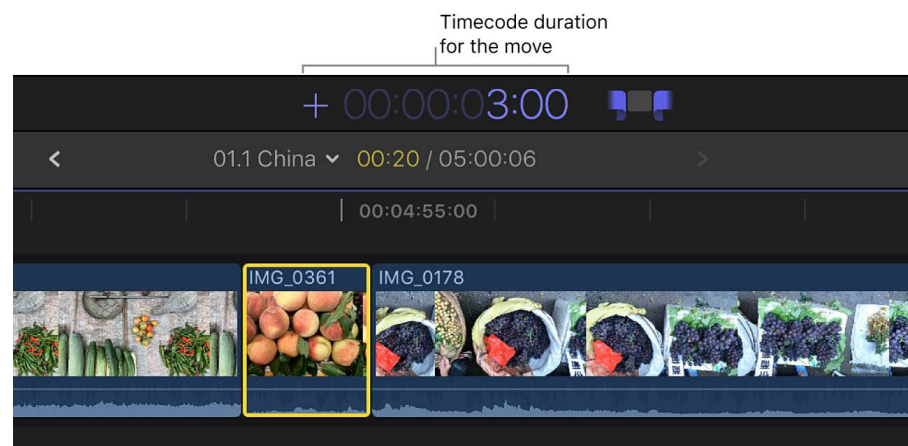 Timecode duration
for the move
+ 00:00:03:00
01.1 China 00:20 / 05:00:06
00:04:55:00
IMG_0361 IMG_0178